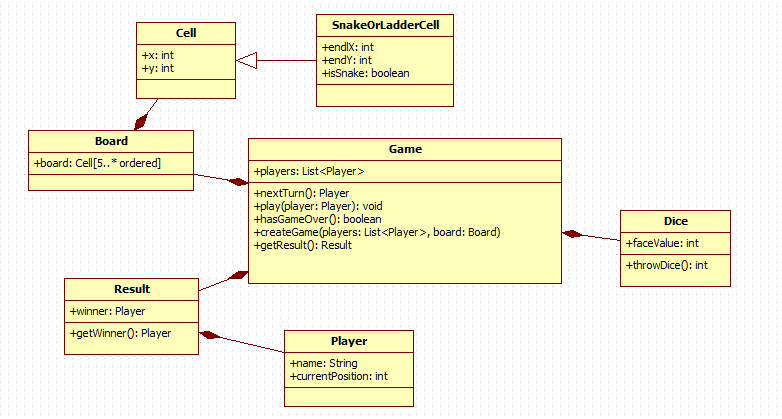 Cell
+x: int
+y: int
SnakeOrLadderCell
+endlX: int
+endY: int
+isSnake: boolean
Board
+board: Cell[5..* ordered]
Game
+players: List<Player>
+nextTurn(): Player
+play(player: Player): void
+hasGameOver(): boolean
+createGame(players: List<Player>, board: Board)
+getResult(): Result
Dice
+faceValue: int
+throwDice(): int
Result
+winner: Player
+getWinner(): Player
Player
+name: String
+currentPosition: int